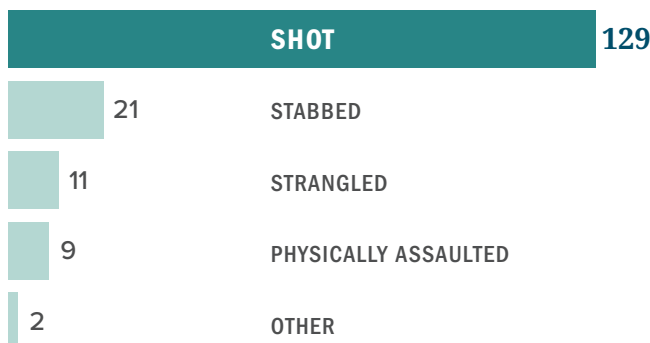 SHOT 129
21 STABBED
11 STRANGLED
9 PHYSICALLY ASSAULTED
2 OTHER